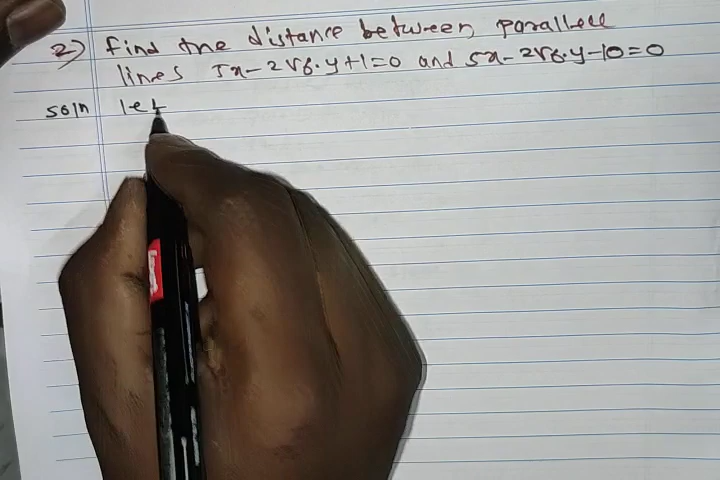 2) Find the distance between parallell
lines 5x-2√6.y+1=0 and 5x-2√6.y-10=0
soln let